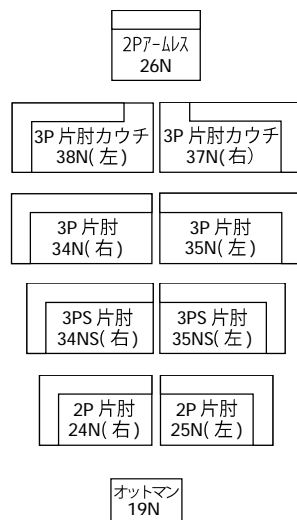 2Pｱｰﾑﾚｽ
26N
3P 片肘カウチ
38N( 左 )
3P 片肘カウチ
37N( 右）
3P 片肘
34N( 右 )
3P 片肘
35N( 左 )
3PS 片肘
34NS( 右 )
3PS 片肘
35NS( 左 )
2P 片肘
24N( 右 )
2P 片肘
25N( 左 )
オットマン
19N